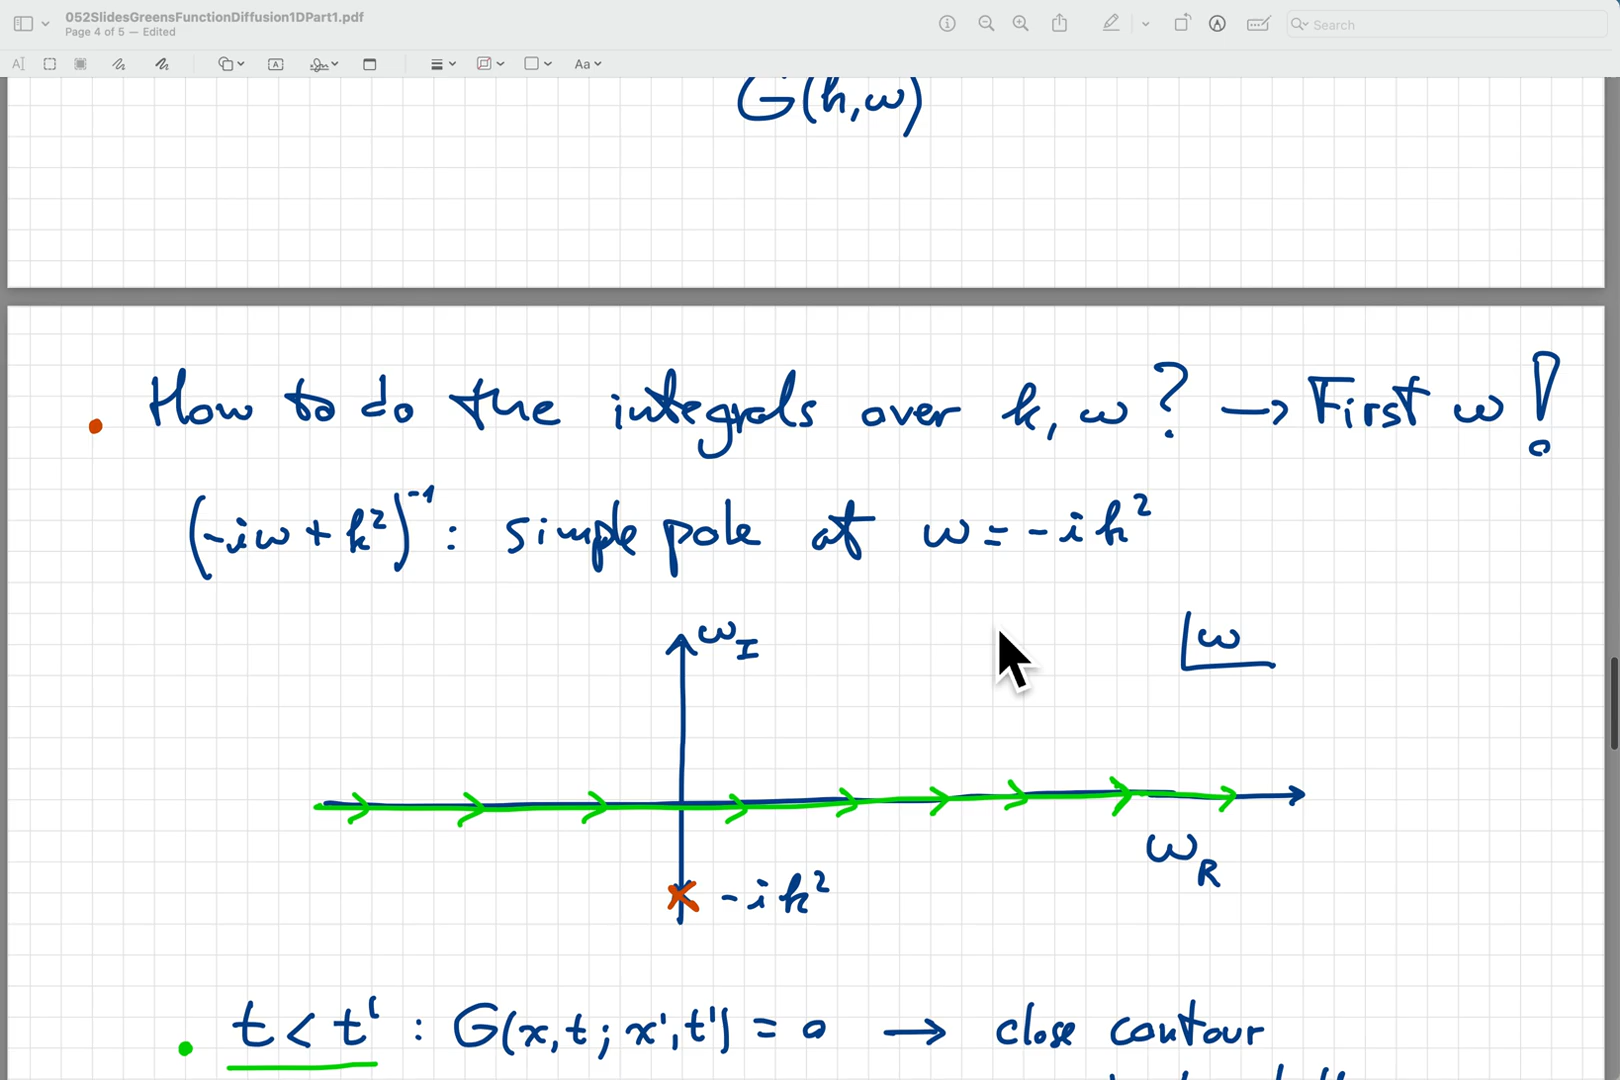 052SlidesGreensFunctionDiffusion1DPart1.pdf
Page 4 of 5 — Edited
Search
Aa
G(k,ω)
How to do the integrals over k, ω ? → First ω !
(-iω + k²)⁻¹ : simple pole at ω = -ik²
ω_I
ω
ω_R
-ik²
t < t' : G(x,t; x',t') = 0 → close contour